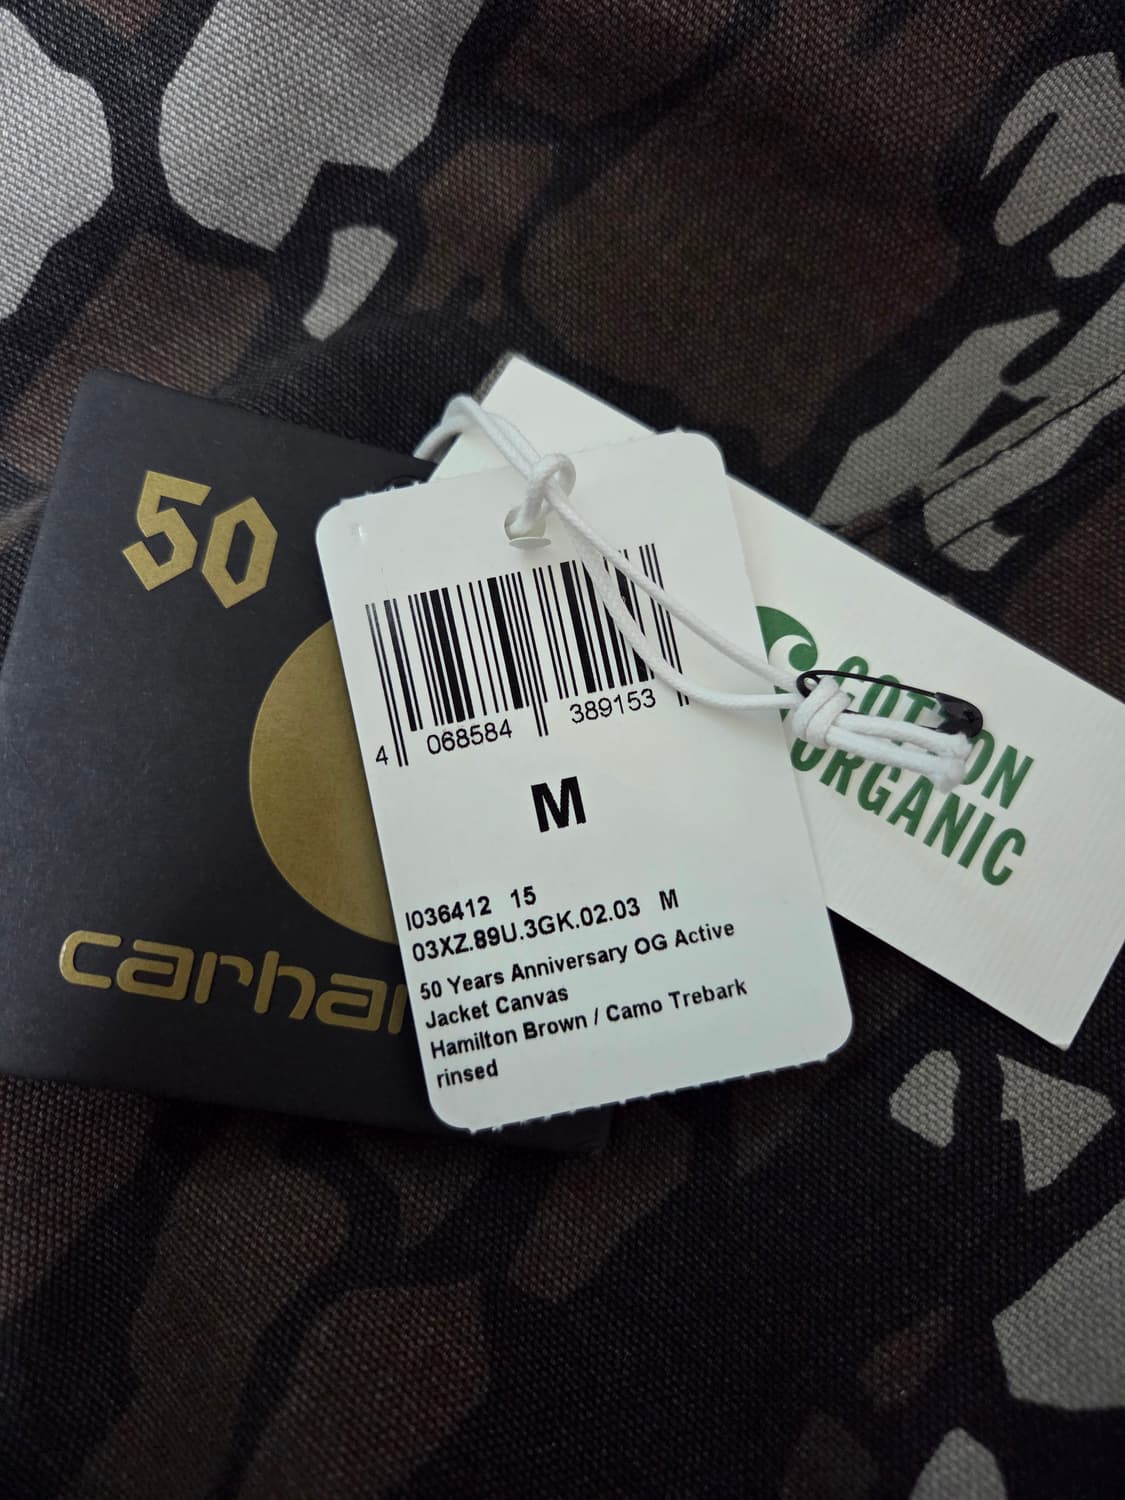 50
carhar
4 068584 389153
M
I036412 15
03XZ.89U.3GK.02.03 M
50 Years Anniversary OG Active
Jacket Canvas
Hamilton Brown / Camo Trebark
rinsed
COTTON
ORGANIC